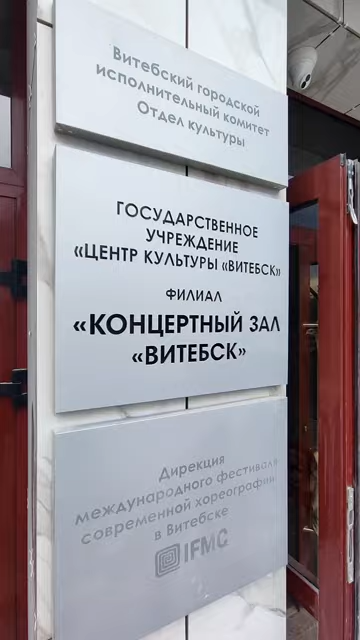 Витебский городской
исполнительный комитет
Отдел культуры
ГОСУДАРСТВЕННОЕ
УЧРЕЖДЕНИЕ
«ЦЕНТР КУЛЬТУРЫ «ВИТЕБСК»
ФИЛИАЛ
«КОНЦЕРТНЫЙ ЗАЛ
«ВИТЕБСК»
Дирекция
международного фестиваля
современной хореографии
в Витебске
IFMC